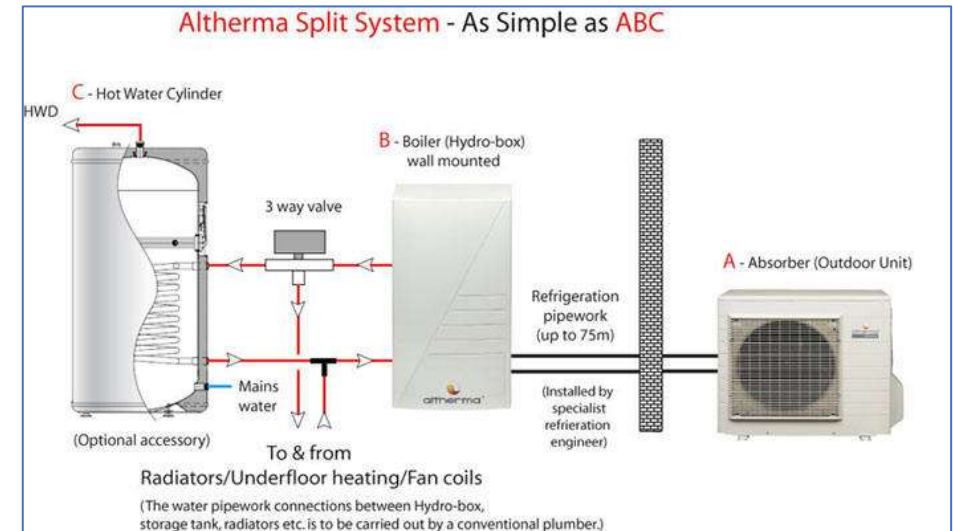 Altherma Split System - As Simple as ABC
C - Hot Water Cylinder
HWD
B - Boiler (Hydro-box)
wall mounted
3 way valve
A - Absorber (Outdoor Unit)
Refrigeration
pipework
(up to 75m)
Mains
water
altherma
(Installed by
specialist
refrieration
engineer)
(Optional accessory)
To & from
Radiators/Underfloor heating/Fan coils
(The water pipework connections between Hydro-box,
storage tank, radiators etc. is to be carried out by a conventional plumber.)